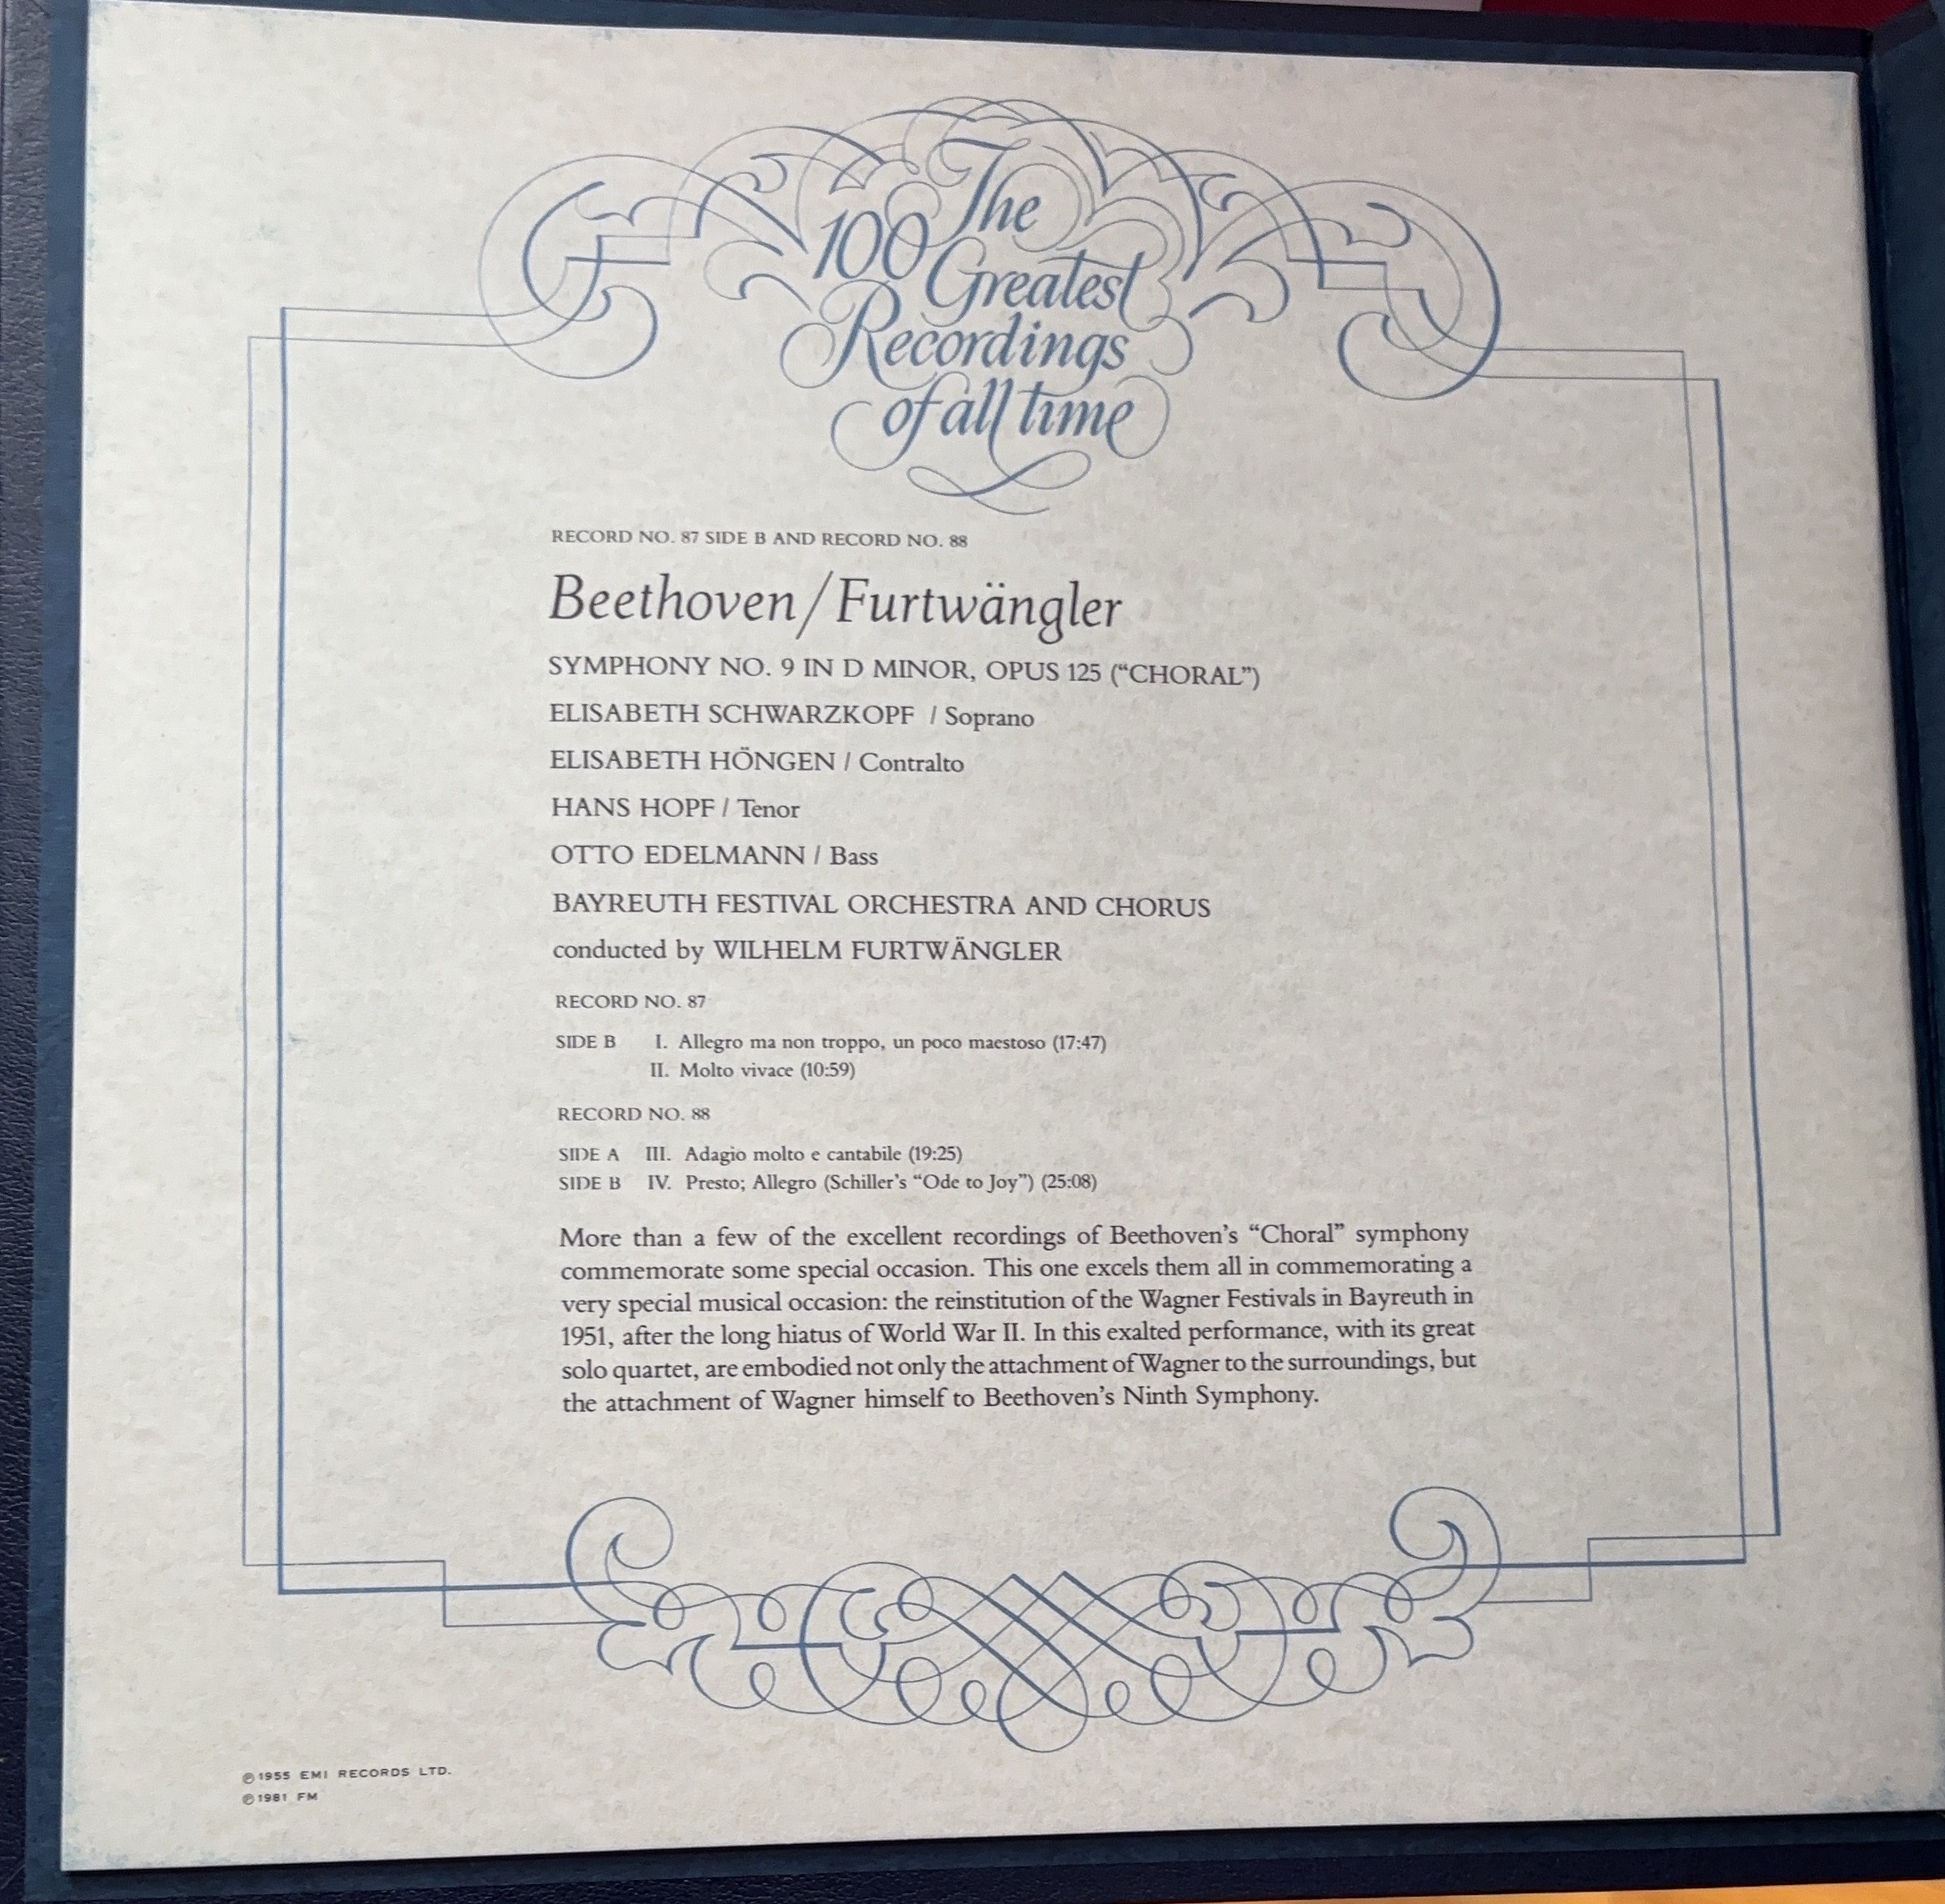 The
100
Greatest
Recordings
of all time
RECORD NO. 87 SIDE B AND RECORD NO. 88
Beethoven/Furtwängler
SYMPHONY NO. 9 IN D MINOR, OPUS 125 (“CHORAL”)
ELISABETH SCHWARZKOPF / Soprano
ELISABETH HÖNGEN / Contralto
HANS HOPF / Tenor
OTTO EDELMANN / Bass
BAYREUTH FESTIVAL ORCHESTRA AND CHORUS
conducted by WILHELM FURTWÄNGLER
RECORD NO. 87
SIDE B I. Allegro ma non troppo, un poco maestoso (17:47)
II. Molto vivace (10:59)
RECORD NO. 88
SIDE A III. Adagio molto e cantabile (19:25)
SIDE B IV. Presto; Allegro (Schiller’s “Ode to Joy”) (25:08)
More than a few of the excellent recordings of Beethoven’s “Choral” symphony
commemorate some special occasion. This one excels them all in commemorating a
very special musical occasion: the reinstitution of the Wagner Festivals in Bayreuth in
1951, after the long hiatus of World War II. In this exalted performance, with its great
solo quartet, are embodied not only the attachment of Wagner to the surroundings, but
the attachment of Wagner himself to Beethoven’s Ninth Symphony.
℗1955 EMI RECORDS LTD.
℗1981 FM